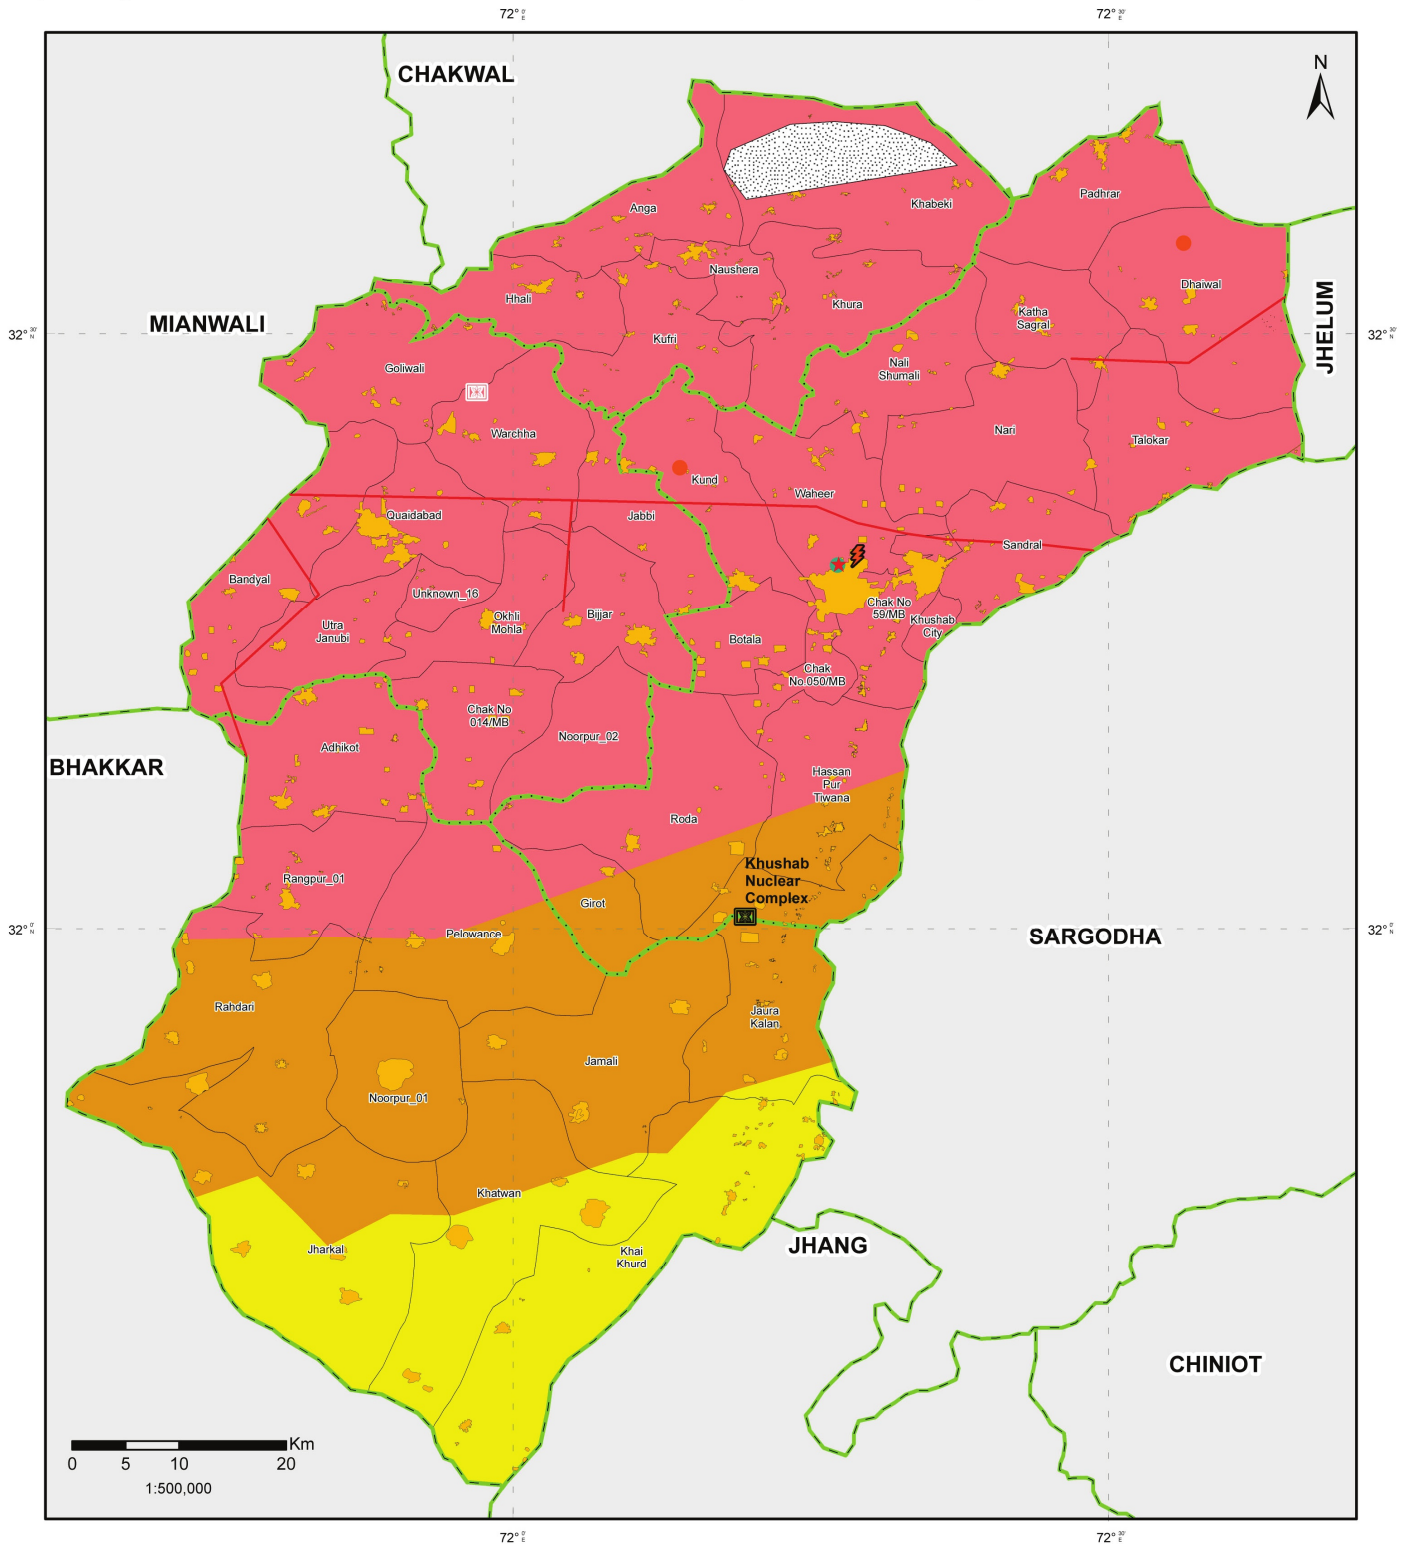 72° 0' E
72° 30' E
CHAKWAL
N
Padhrar
Khabeki
Anga
Naushera
Dhaiwal
Hhali
Khura
JHELUM
Katha
Sagral
MIANWALI
32° 30' N
32° 30' N
Kufri
Nali
Shumali
Goliwali
Nari
Warchha
Talokar
Kund
Waheer
Quaidabad
Jabbi
Sandral
Bandyal
Unknown_16
Chak No
59/MB
Okhli
Mohla
Bijjar
Khushab
City
Utra
Janubi
Botala
Chak
No.050/MB
Chak No
014/MB
Noorpur_02
Adhikot
BHAKKAR
Hassan
Pur
Tiwana
Roda
Khushab
Nuclear
Complex
Rangpur_01
Girot
32° 0' N
32° 0' N
Pelowance
SARGODHA
Rahdari
Jaura
Kalan
Jamali
Noorpur_01
Khatwan
Jharkal
Khai
Khurd
JHANG
CHINIOT
Km
0 5 10 20
1:500,000
72° 0' E
72° 30' E